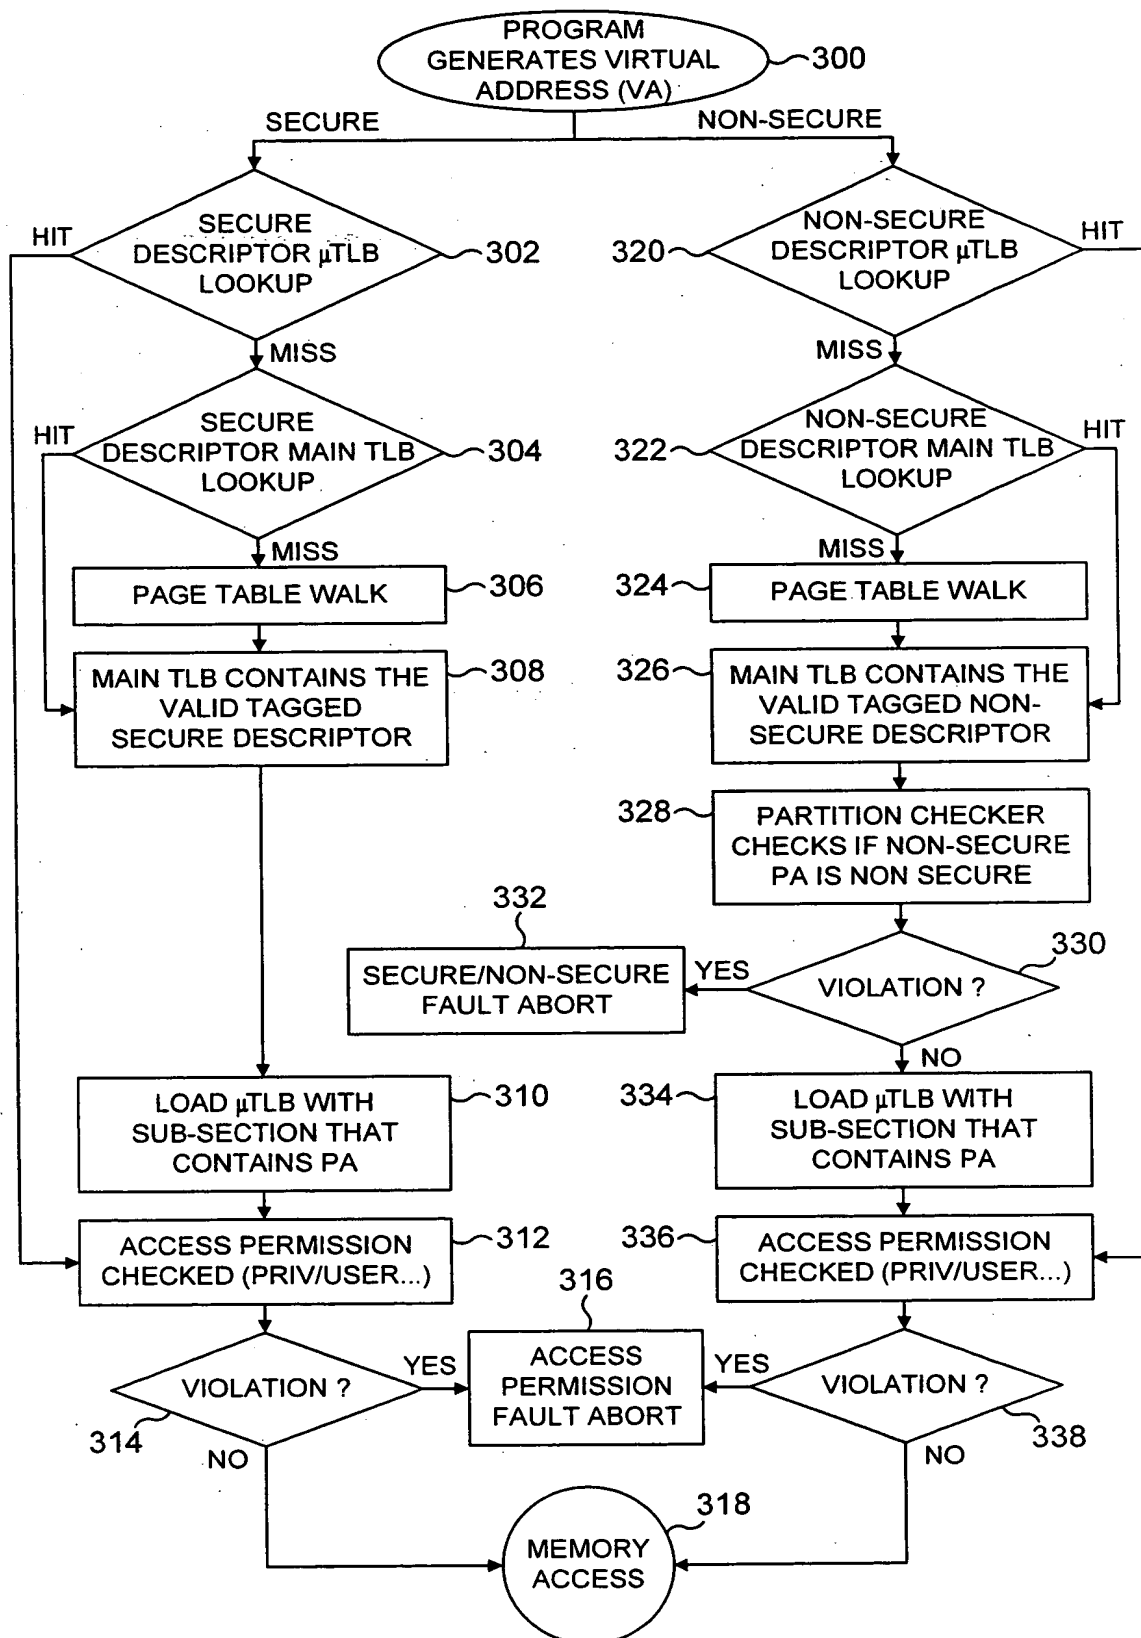 PROGRAM
GENERATES VIRTUAL
ADDRESS (VA)
300
SECURE
NON-SECURE
HIT
SECURE
DESCRIPTOR μTLB
LOOKUP
302
320
NON-SECURE
DESCRIPTOR μTLB
LOOKUP
HIT
MISS
MISS
HIT
SECURE
DESCRIPTOR MAIN TLB
LOOKUP
304
322
NON-SECURE
DESCRIPTOR MAIN TLB
LOOKUP
HIT
MISS
MISS
PAGE TABLE WALK
306
324
PAGE TABLE WALK
MAIN TLB CONTAINS THE
VALID TAGGED
SECURE DESCRIPTOR
308
326
MAIN TLB CONTAINS THE
VALID TAGGED NON-
SECURE DESCRIPTOR
328
PARTITION CHECKER
CHECKS IF NON-SECURE
PA IS NON SECURE
332
SECURE/NON-SECURE
FAULT ABORT
YES
VIOLATION ?
330
NO
LOAD μTLB WITH
SUB-SECTION THAT
CONTAINS PA
310
334
LOAD μTLB WITH
SUB-SECTION THAT
CONTAINS PA
ACCESS PERMISSION
CHECKED (PRIV/USER...)
312
336
ACCESS PERMISSION
CHECKED (PRIV/USER...)
316
VIOLATION ?
YES
ACCESS
PERMISSION
FAULT ABORT
YES
VIOLATION ?
314
338
NO
NO
318
MEMORY
ACCESS